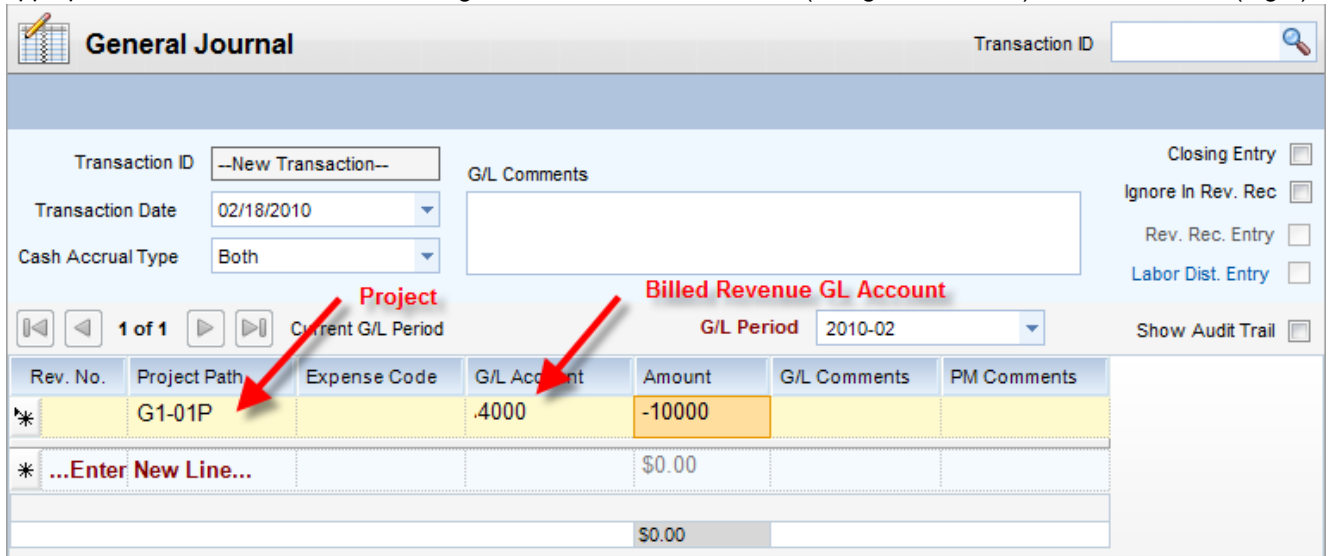 General Journal
Transaction ID
Transaction ID --New Transaction--
G/L Comments
Closing Entry
Transaction Date 02/18/2010
Ignore In Rev. Rec
Cash Accrual Type Both
Rev. Rec. Entry
Labor Dist. Entry
Project
Billed Revenue GL Account
1 of 1 Current G/L Period
G/L Period 2010-02
Show Audit Trail
Rev. No. Project Path Expense Code G/L Account Amount G/L Comments PM Comments
G1-01P .4000 -10000
...Enter New Line... $0.00
$0.00